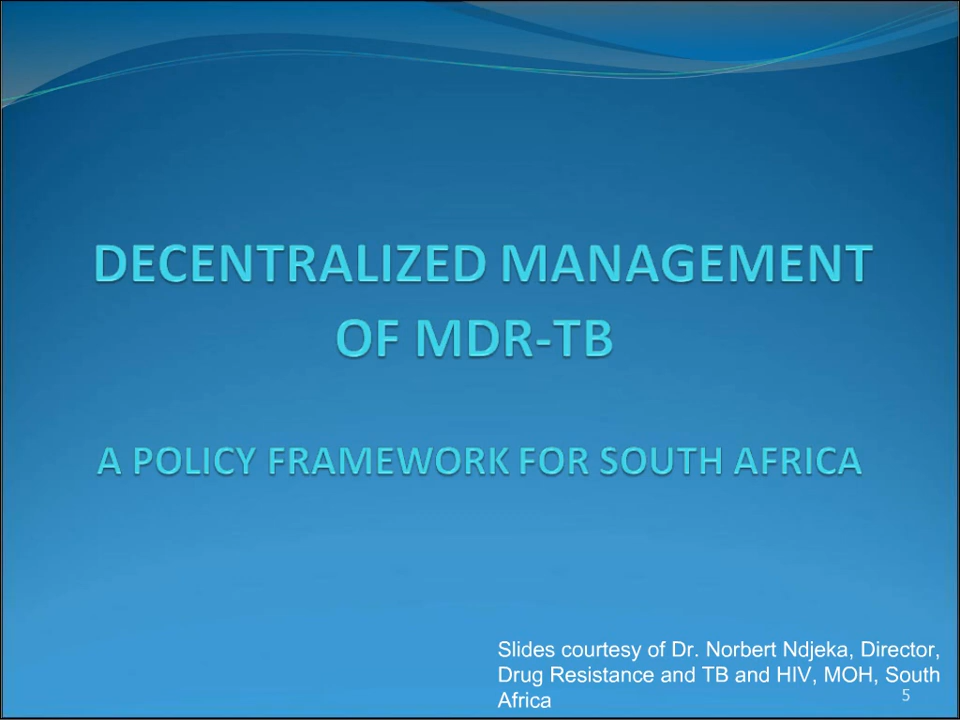 DECENTRALIZED MANAGEMENT
OF MDR-TB
A POLICY FRAMEWORK FOR SOUTH AFRICA
Slides courtesy of Dr. Norbert Ndjeka, Director,
Drug Resistance and TB and HIV, MOH, South
Africa
5